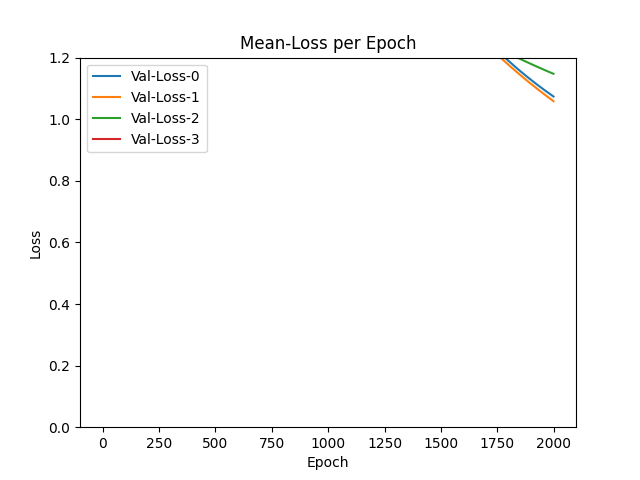 Mean-Loss per Epoch
1.2
1.0
0.8
0.6
0.4
0.2
0.0
Loss
Val-Loss-0
Val-Loss-1
Val-Loss-2
Val-Loss-3
0 250 500 750 1000 1250 1500 1750 2000
Epoch